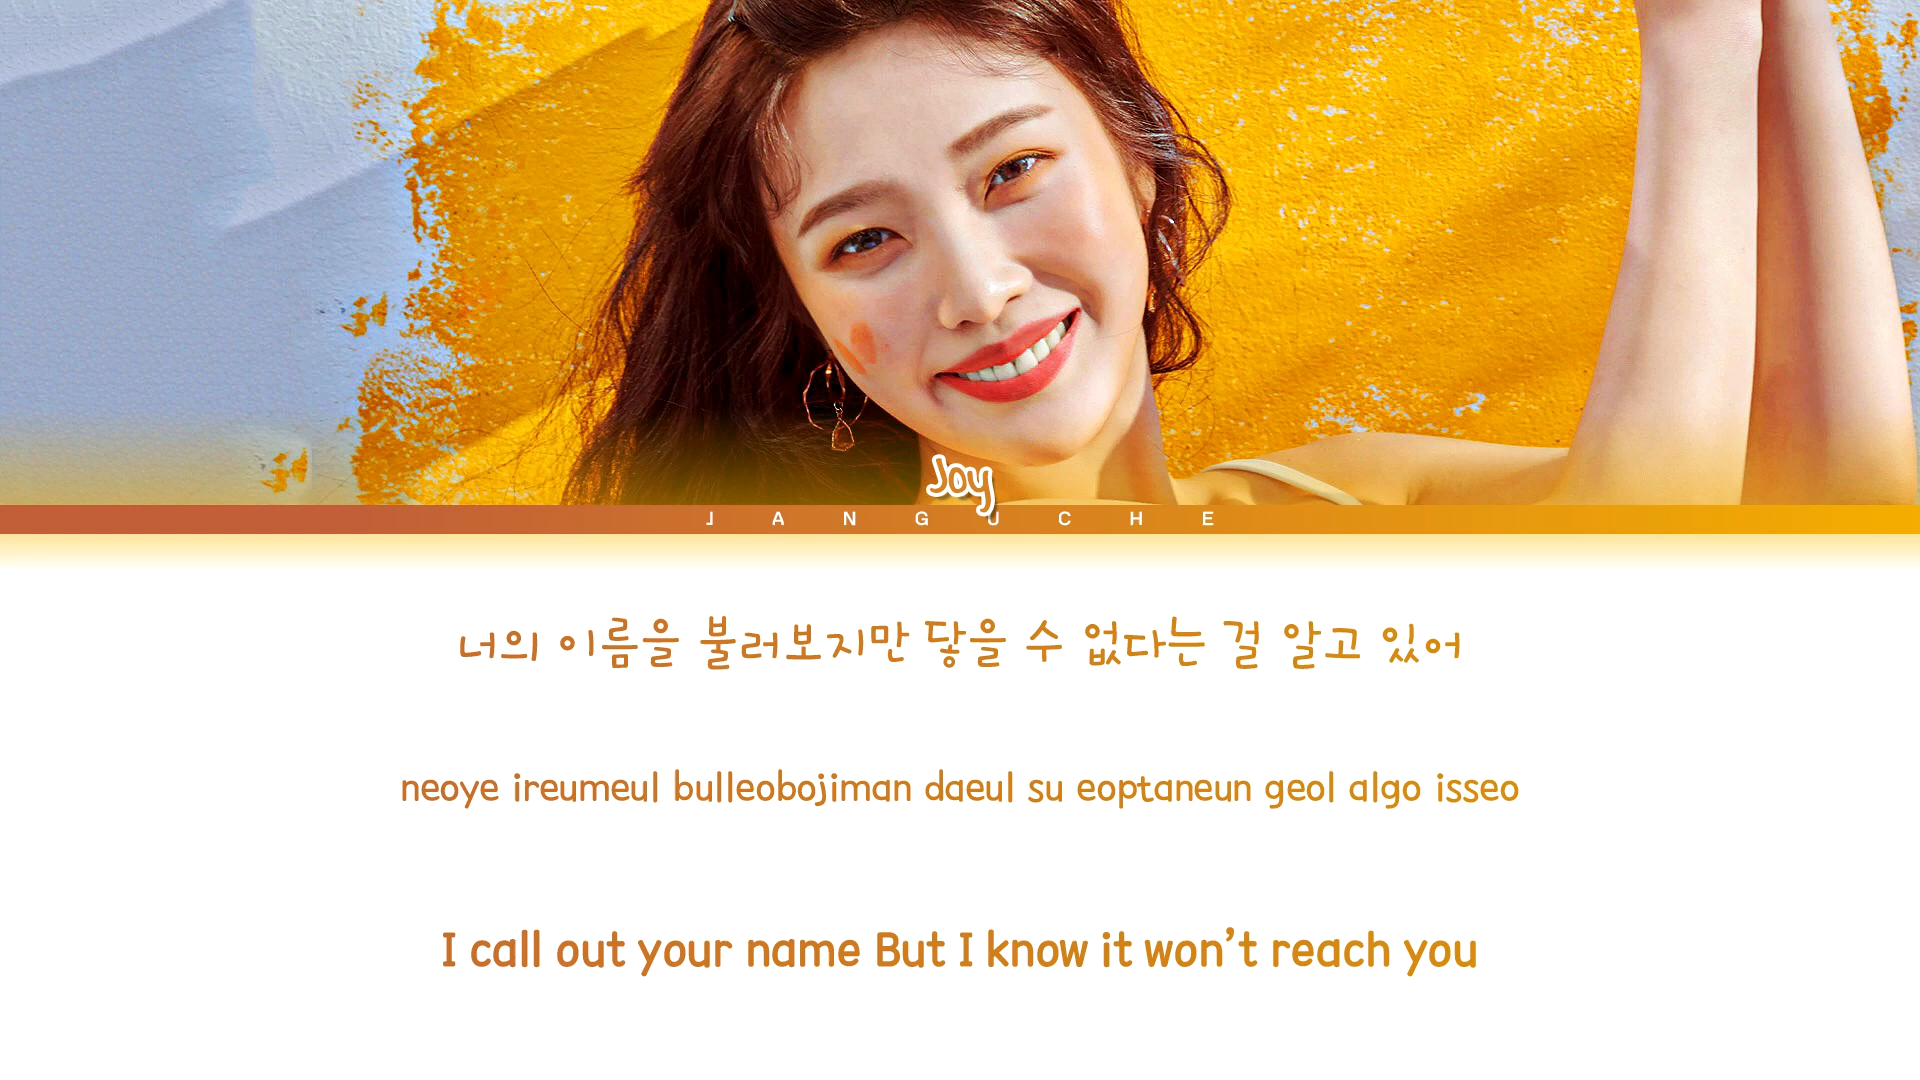 Joy
JANGUCHE
너의 이름을 불러보지만 닿을 수 없다는 걸 알고 있어
neoye ireumeul bulleobojiman daeul su eoptaneun geol algo isseo
I call out your name But I know it won't reach you